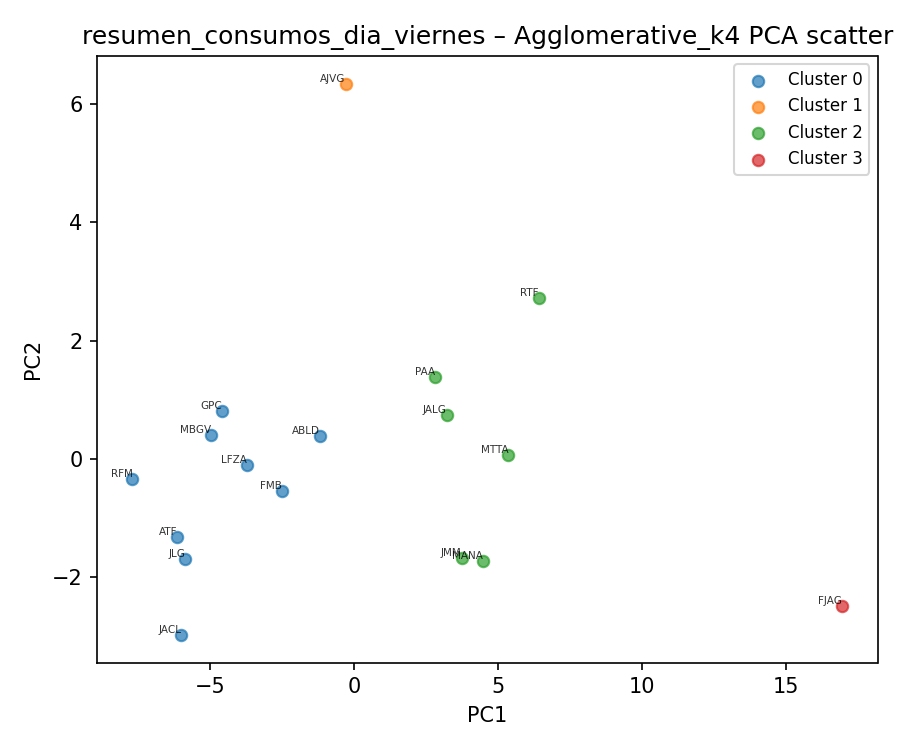 resumen_consumos_dia_viernes – Agglomerative_k4 PCA scatter
Cluster 0
Cluster 1
Cluster 2
Cluster 3
AJVG
RTF
PAA
JALG
MTTA
GPC
MBGV
ABLD
LFZA
RFM
FMB
ATF
JLG
JMM
MANA
FJAG
JACL
6
4
2
0
−2
PC2
−5
0
5
10
15
PC1